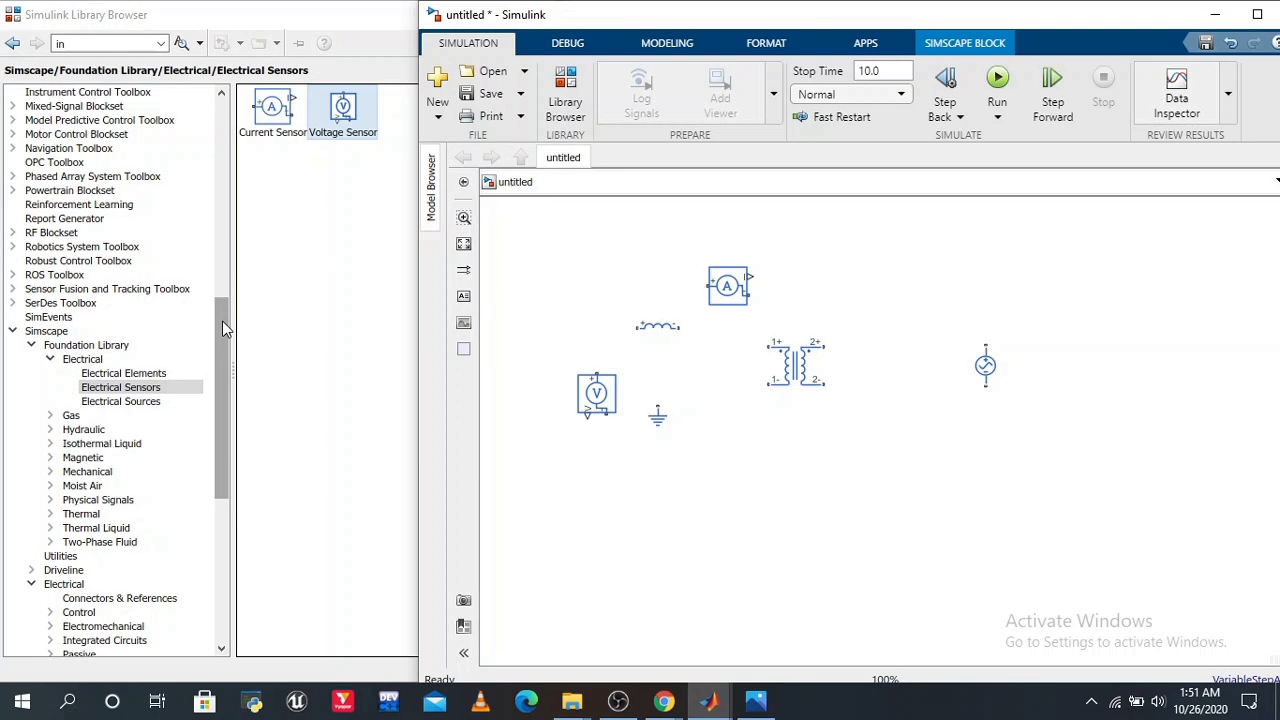 Simulink Library Browser
in
Simscape/Foundation Library/Electrical/Electrical Sensors
Instrument Control Toolbox
Mixed-Signal Blockset
Model Predictive Control Toolbox
Motor Control Blockset
Navigation Toolbox
OPC Toolbox
Phased Array System Toolbox
Powertrain Blockset
Reinforcement Learning
Report Generator
RF Blockset
Robotics System Toolbox
Robust Control Toolbox
ROS Toolbox
Sensor Fusion and Tracking Toolbox
SerDes Toolbox
SimEvents
Simscape
Foundation Library
Electrical
Electrical Elements
Electrical Sensors
Electrical Sources
Gas
Hydraulic
Isothermal Liquid
Magnetic
Mechanical
Moist Air
Physical Signals
Thermal
Thermal Liquid
Two-Phase Fluid
Utilities
Driveline
Electrical
Connectors & References
Control
Electromechanical
Integrated Circuits
Passive
A
V
Current Sensor Voltage Sensor
untitled * - Simulink
SIMULATION DEBUG MODELING FORMAT APPS SIMSCAPE BLOCK
New
Open
Save
Print
FILE
Library Browser
LIBRARY
Log Signals
Add Viewer
PREPARE
Stop Time 10.0
Normal
Fast Restart
Step Back
Run
Step Forward
Stop
SIMULATE
Data Inspector
REVIEW RESULTS
untitled
Model Browser
untitled
A
1+ 2+
1- 2-
V
Activate Windows
Go to Settings to activate Windows.
Ready 100% VariableStepA
1:51 AM
10/26/2020